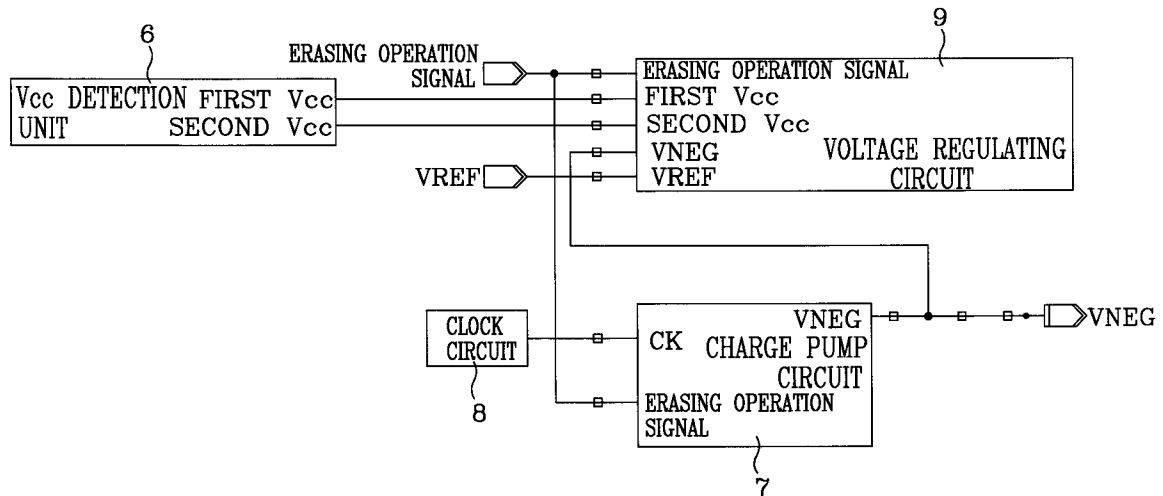 6
9
ERASING OPERATION
SIGNAL
Vcc DETECTION
UNIT
FIRST Vcc
SECOND Vcc
ERASING OPERATION SIGNAL
FIRST Vcc
SECOND Vcc
VNEG
VREF
VOLTAGE REGULATING
CIRCUIT
VREF
CLOCK
CIRCUIT
8
VNEG
CK
CHARGE PUMP
CIRCUIT
ERASING OPERATION
SIGNAL
7
VNEG